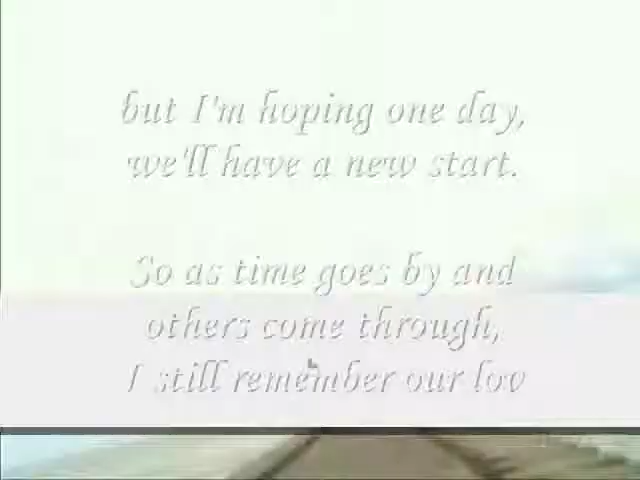 but I'm hoping one day,
we'll have a new start.
So as time goes by and
others come through,
I still remember our lov